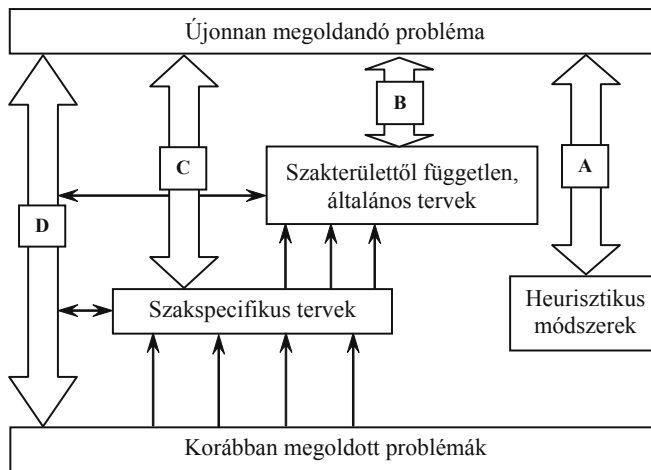 Újonnan megoldandó probléma
B
C
A
Szakterülettől független,
általános tervek
D
Szakspecifikus tervek
Heurisztikus
módszerek
Korábban megoldott problémák